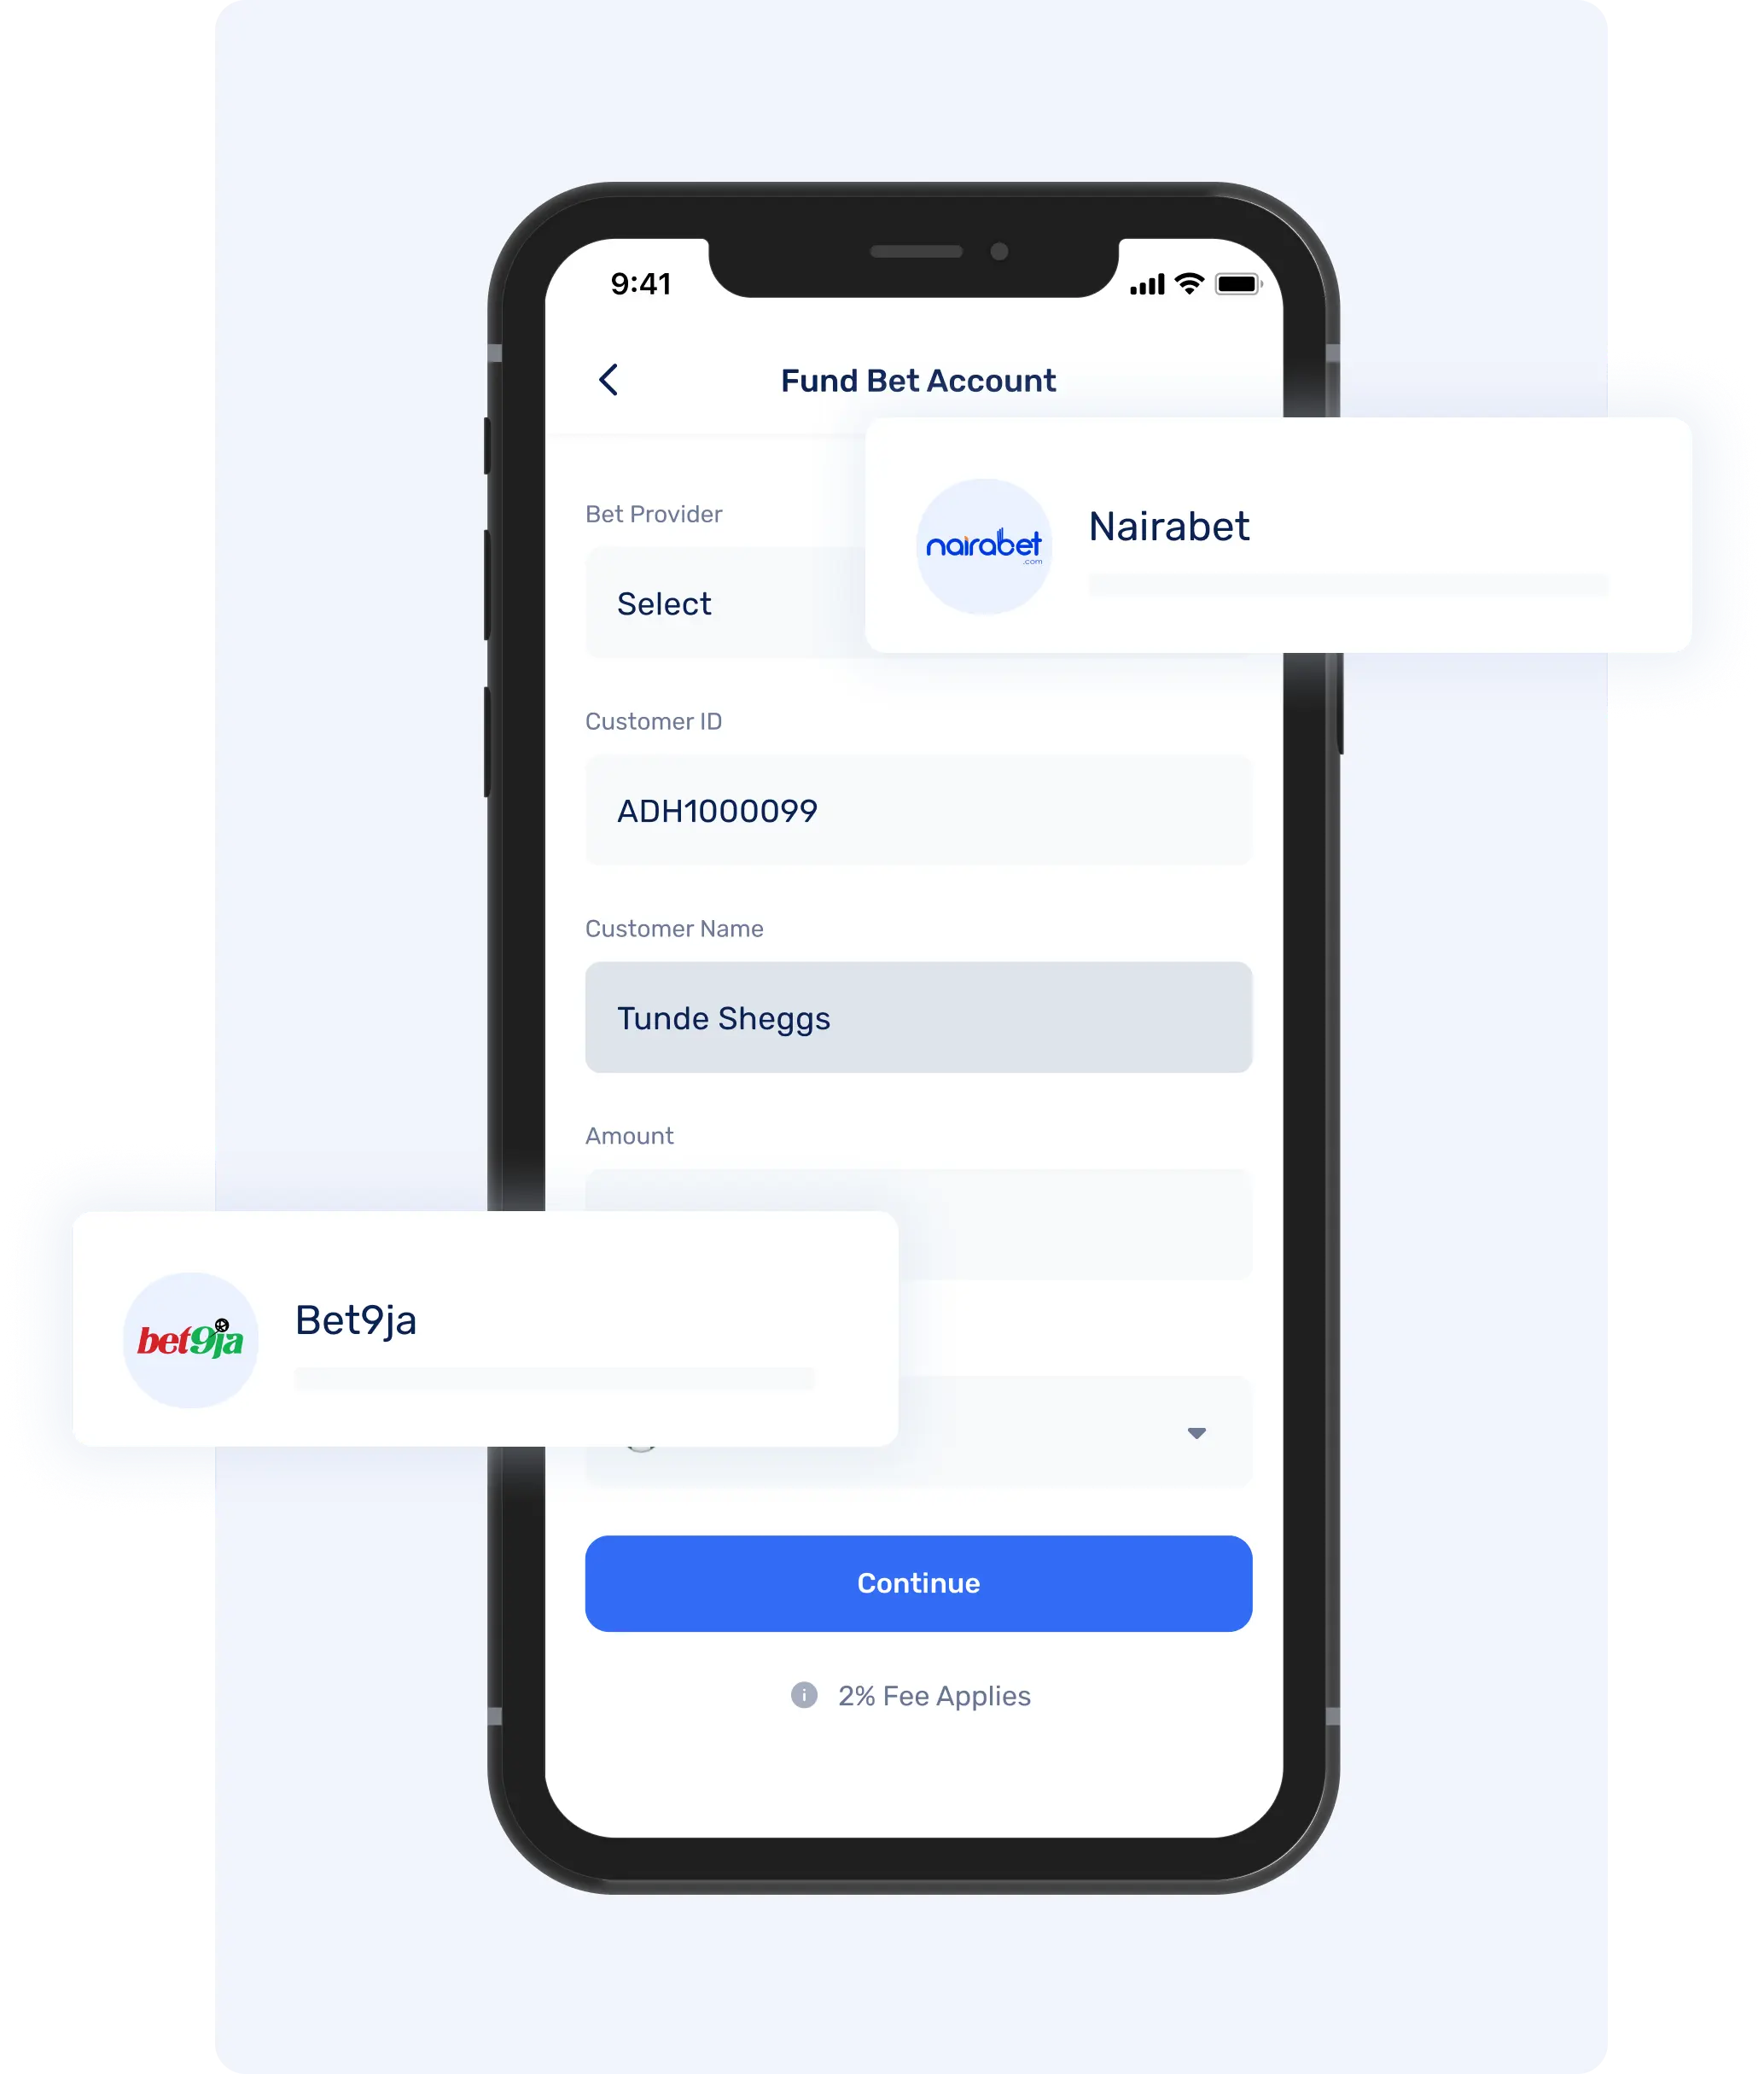 9:41
Fund Bet Account
Bet Provider
Select
nairabet
.com
Nairabet
Customer ID
ADH1000099
Customer Name
Tunde Sheggs
Amount
bet9ja
Bet9ja
Continue
i 2% Fee Applies